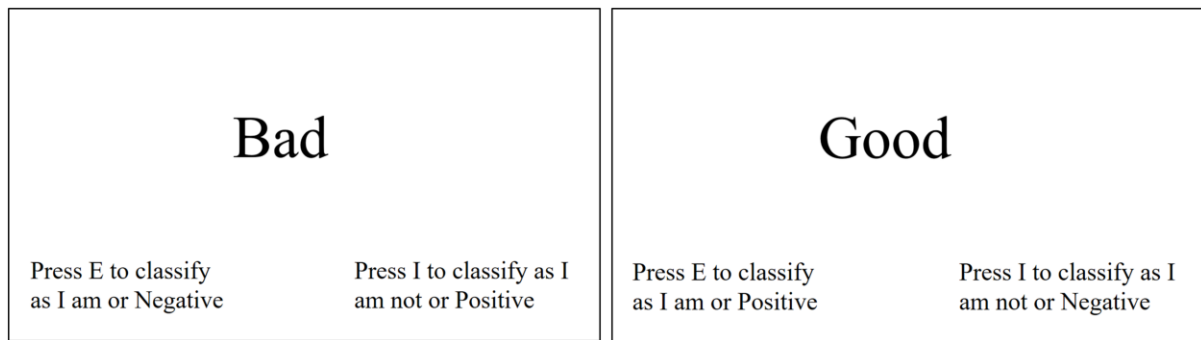 Bad
Press E to classify
as I am or Negative
Press I to classify as I
am not or Positive
Good
Press E to classify
as I am or Positive
Press I to classify as I
am not or Negative